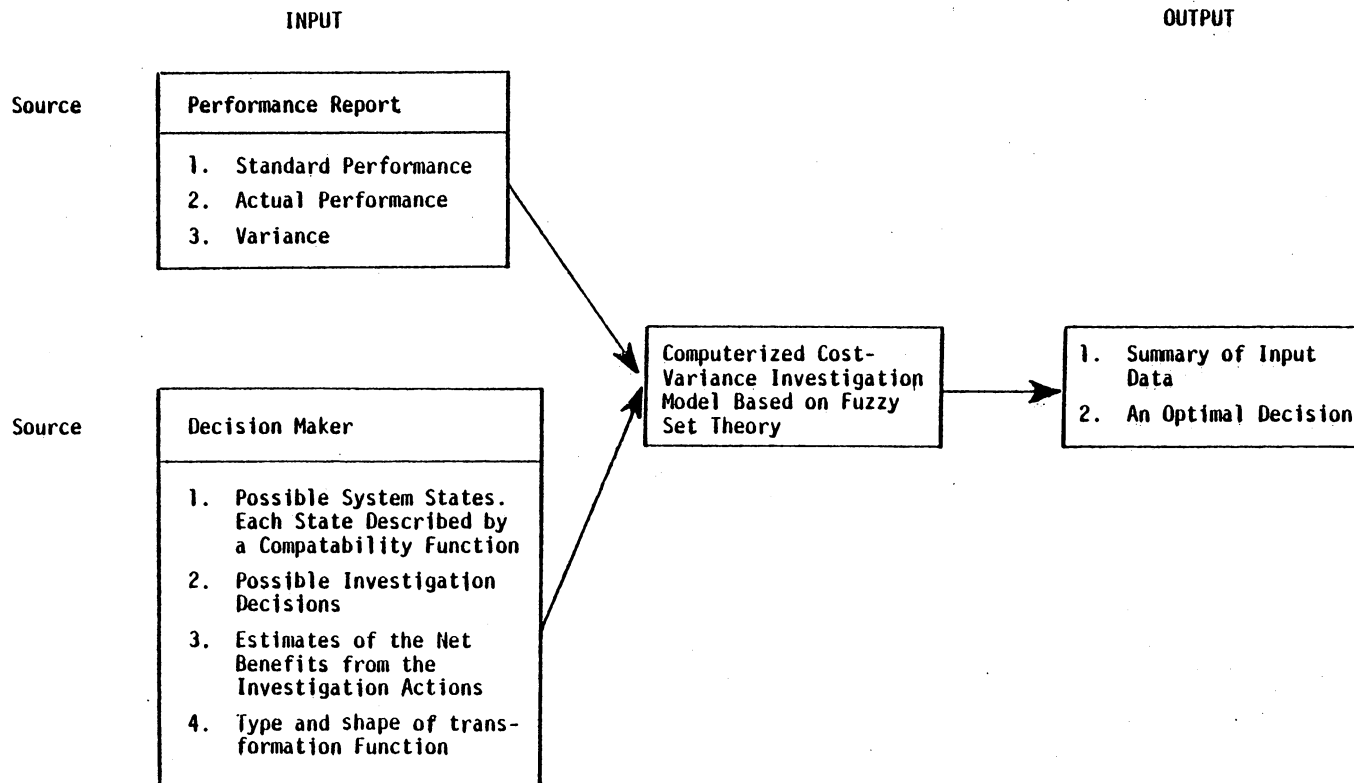 INPUT
OUTPUT
Source
Performance Report
1. Standard Performance
2. Actual Performance
3. Variance
Computerized Cost-
Variance Investigation
Model Based on Fuzzy
Set Theory
1. Summary of Input
Data
2. An Optimal Decision
Source
Decision Maker
1. Possible System States.
Each State Described by
a Compatability Function
2. Possible Investigation
Decisions
3. Estimates of the Net
Benefits from the
Investigation Actions
4. Type and shape of trans-
formation Function